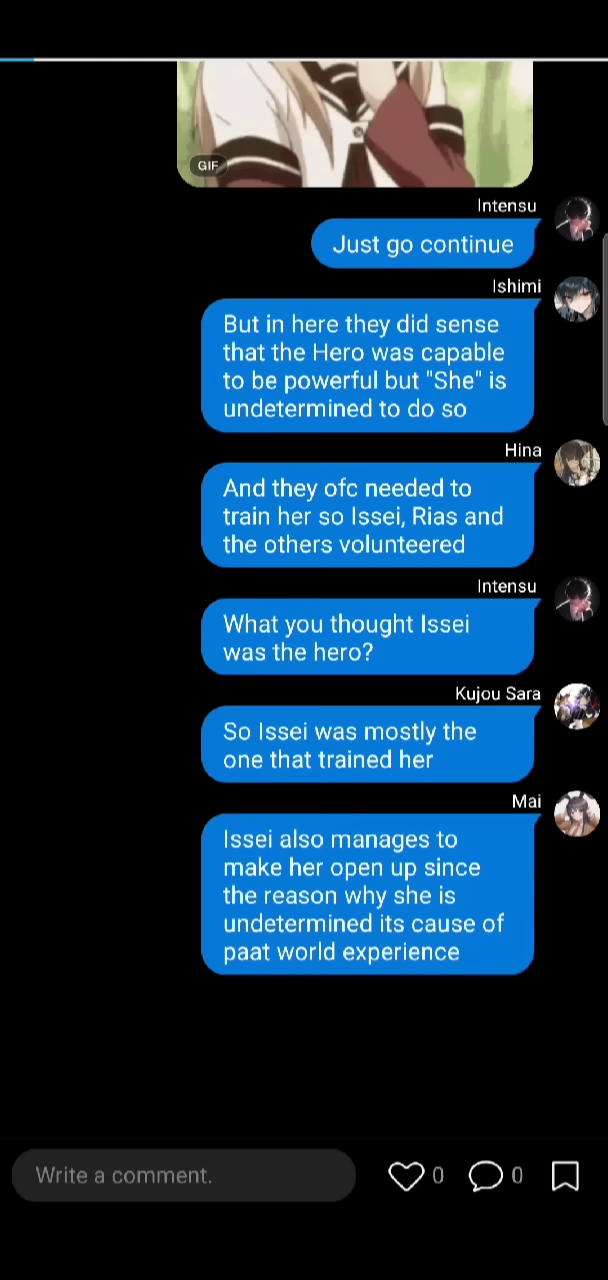 GIF
Intensu
Just go continue
Ishimi
But in here they did sense
that the Hero was capable
to be powerful but "She" is
undetermined to do so
Hina
And they ofc needed to
train her so Issei, Rias and
the others volunteered
Intensu
What you thought Issei
was the hero?
Kujou Sara
So Issei was mostly the
one that trained her
Mai
Issei also manages to
make her open up since
the reason why she is
undetermined its cause of
paat world experience
Write a comment.
0
0